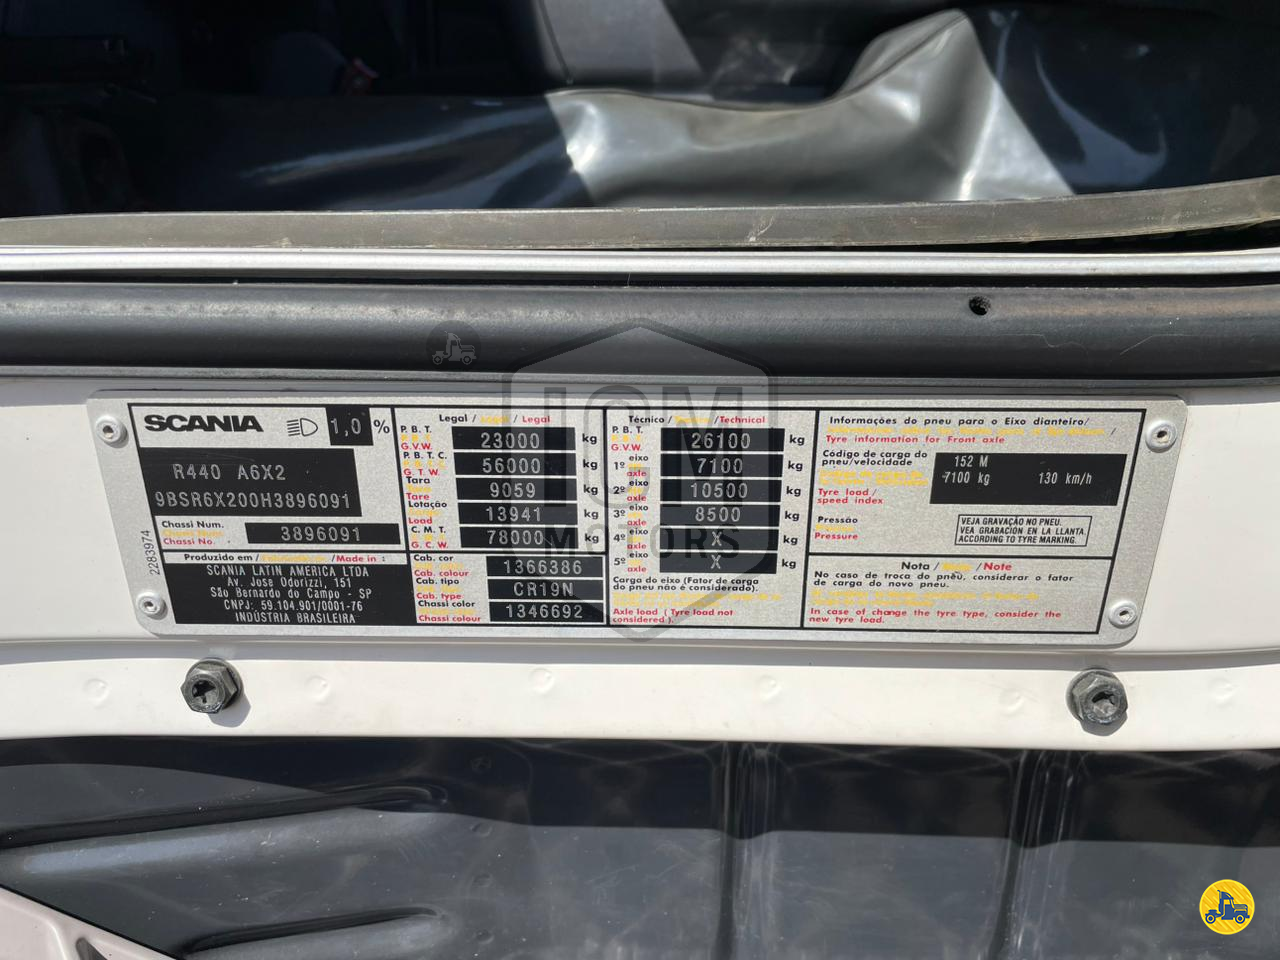 SCANIA 1,0 %
R440 A6X2
9BSR6X200H3896091
Chassi Num.
Chassi No.
3896091
2283974
Produzido em / / Made in :
SCANIA LATIN AMERICA LTDA
Av. Jose Odorizzi, 151
São Bernardo do Campo - SP
CNPJ: 59.104.901/0001-76
INDÚSTRIA BRASILEIRA
Legal / Legal / Legal
P.B.T.
G.V.W.
23000 kg
P.B.T.C.
G.T.W.
56000 kg
Tara
Tare
9059 kg
Lotação
Load
13941 kg
C.M.T.
G.C.W.
78000 kg
Cab. cor
Cab. colour
1366386
Cab. tipo
Cab. type
CR19N
Chassi color
Chassi colour
1346692
Técnico / / Technical
P.B.T.
G.V.W.
26100 kg
1º eixo
axle
7100 kg
2º eixo
axle
10500 kg
3º eixo
axle
8500 kg
4º eixo
axle
X kg
5º eixo
axle
X kg
Carga do eixo (Fator de carga
do pneu não é considerado).
Axle load ( Tyre load not
considered ).
Informações do pneu para o Eixo dianteiro/
Tyre information for Front axle
Código de carga do
pneu/velocidade
Tyre load/
speed index
152 M
7100 kg 130 km/h
Pressão
Pressure
VEJA GRAVAÇÃO NO PNEU.
VEA GRABACIÓN EN LA LLANTA.
ACCORDING TO TYRE MARKING.
Nota / / Note
No caso de troca do pneu, considerar o fator
de carga do novo pneu.
In case of change the tyre type, consider the
new tyre load.
ICM
MOTORS